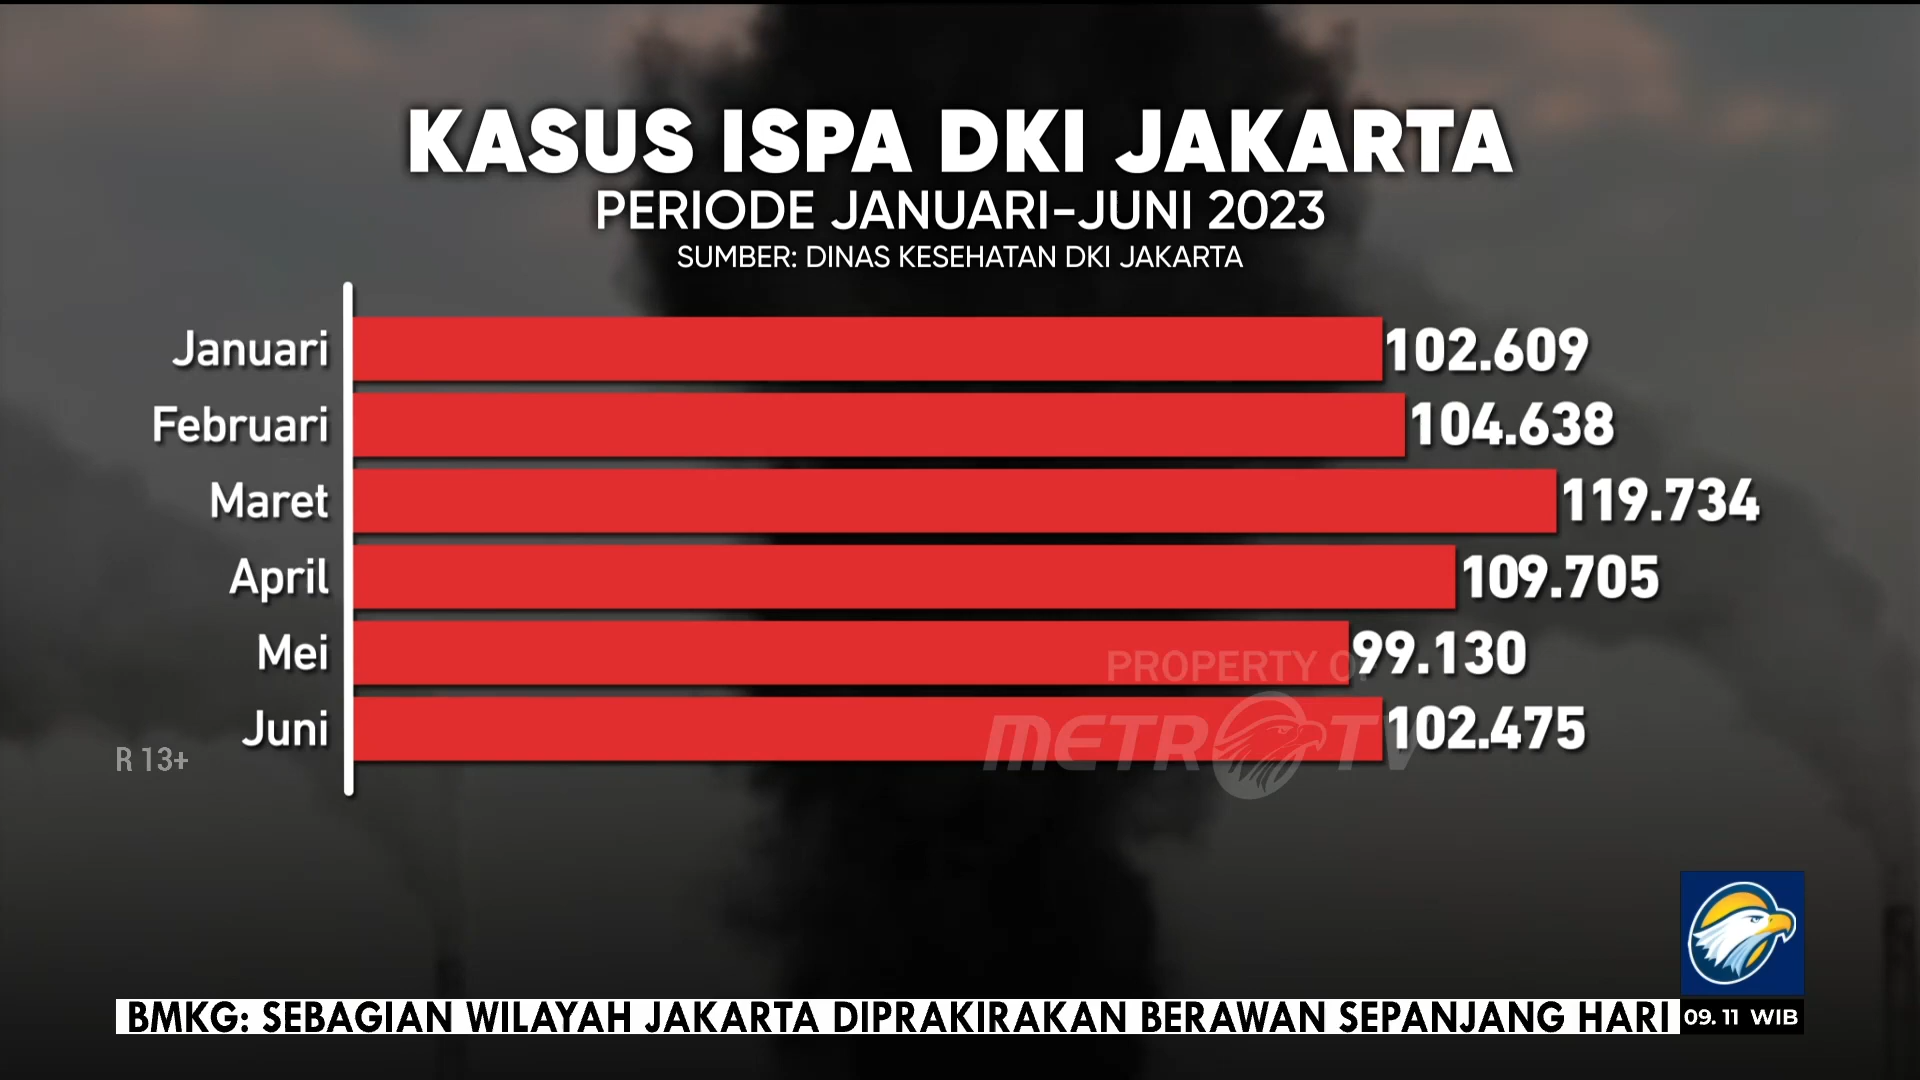 KASUS ISPA DKI JAKARTA
PERIODE JANUARI-JUNI 2023
SUMBER: DINAS KESEHATAN DKI JAKARTA
Januari 102.609
Februari 104.638
Maret 119.734
April 109.705
Mei 99.130
Juni 102.475
PROPERTY OF
METRO TV
R 13+
BMKG: SEBAGIAN WILAYAH JAKARTA DIPRAKIRAKAN BERAWAN SEPANJANG HARI 09.11 WIB